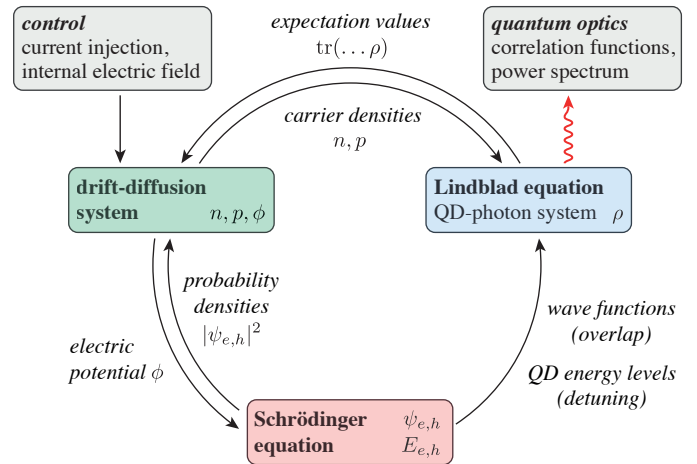 control
current injection,
internal electric field
expectation values
tr(. . . ρ)
quantum optics
correlation functions,
power spectrum
carrier densities
n, p
drift-diffusion
system n, p, ϕ
Lindblad equation
QD-photon system ρ
probability
densities
|ψe,h|²
electric
potential ϕ
wave functions
(overlap)
QD energy levels
(detuning)
Schrödinger ψe,h
equation Ee,h